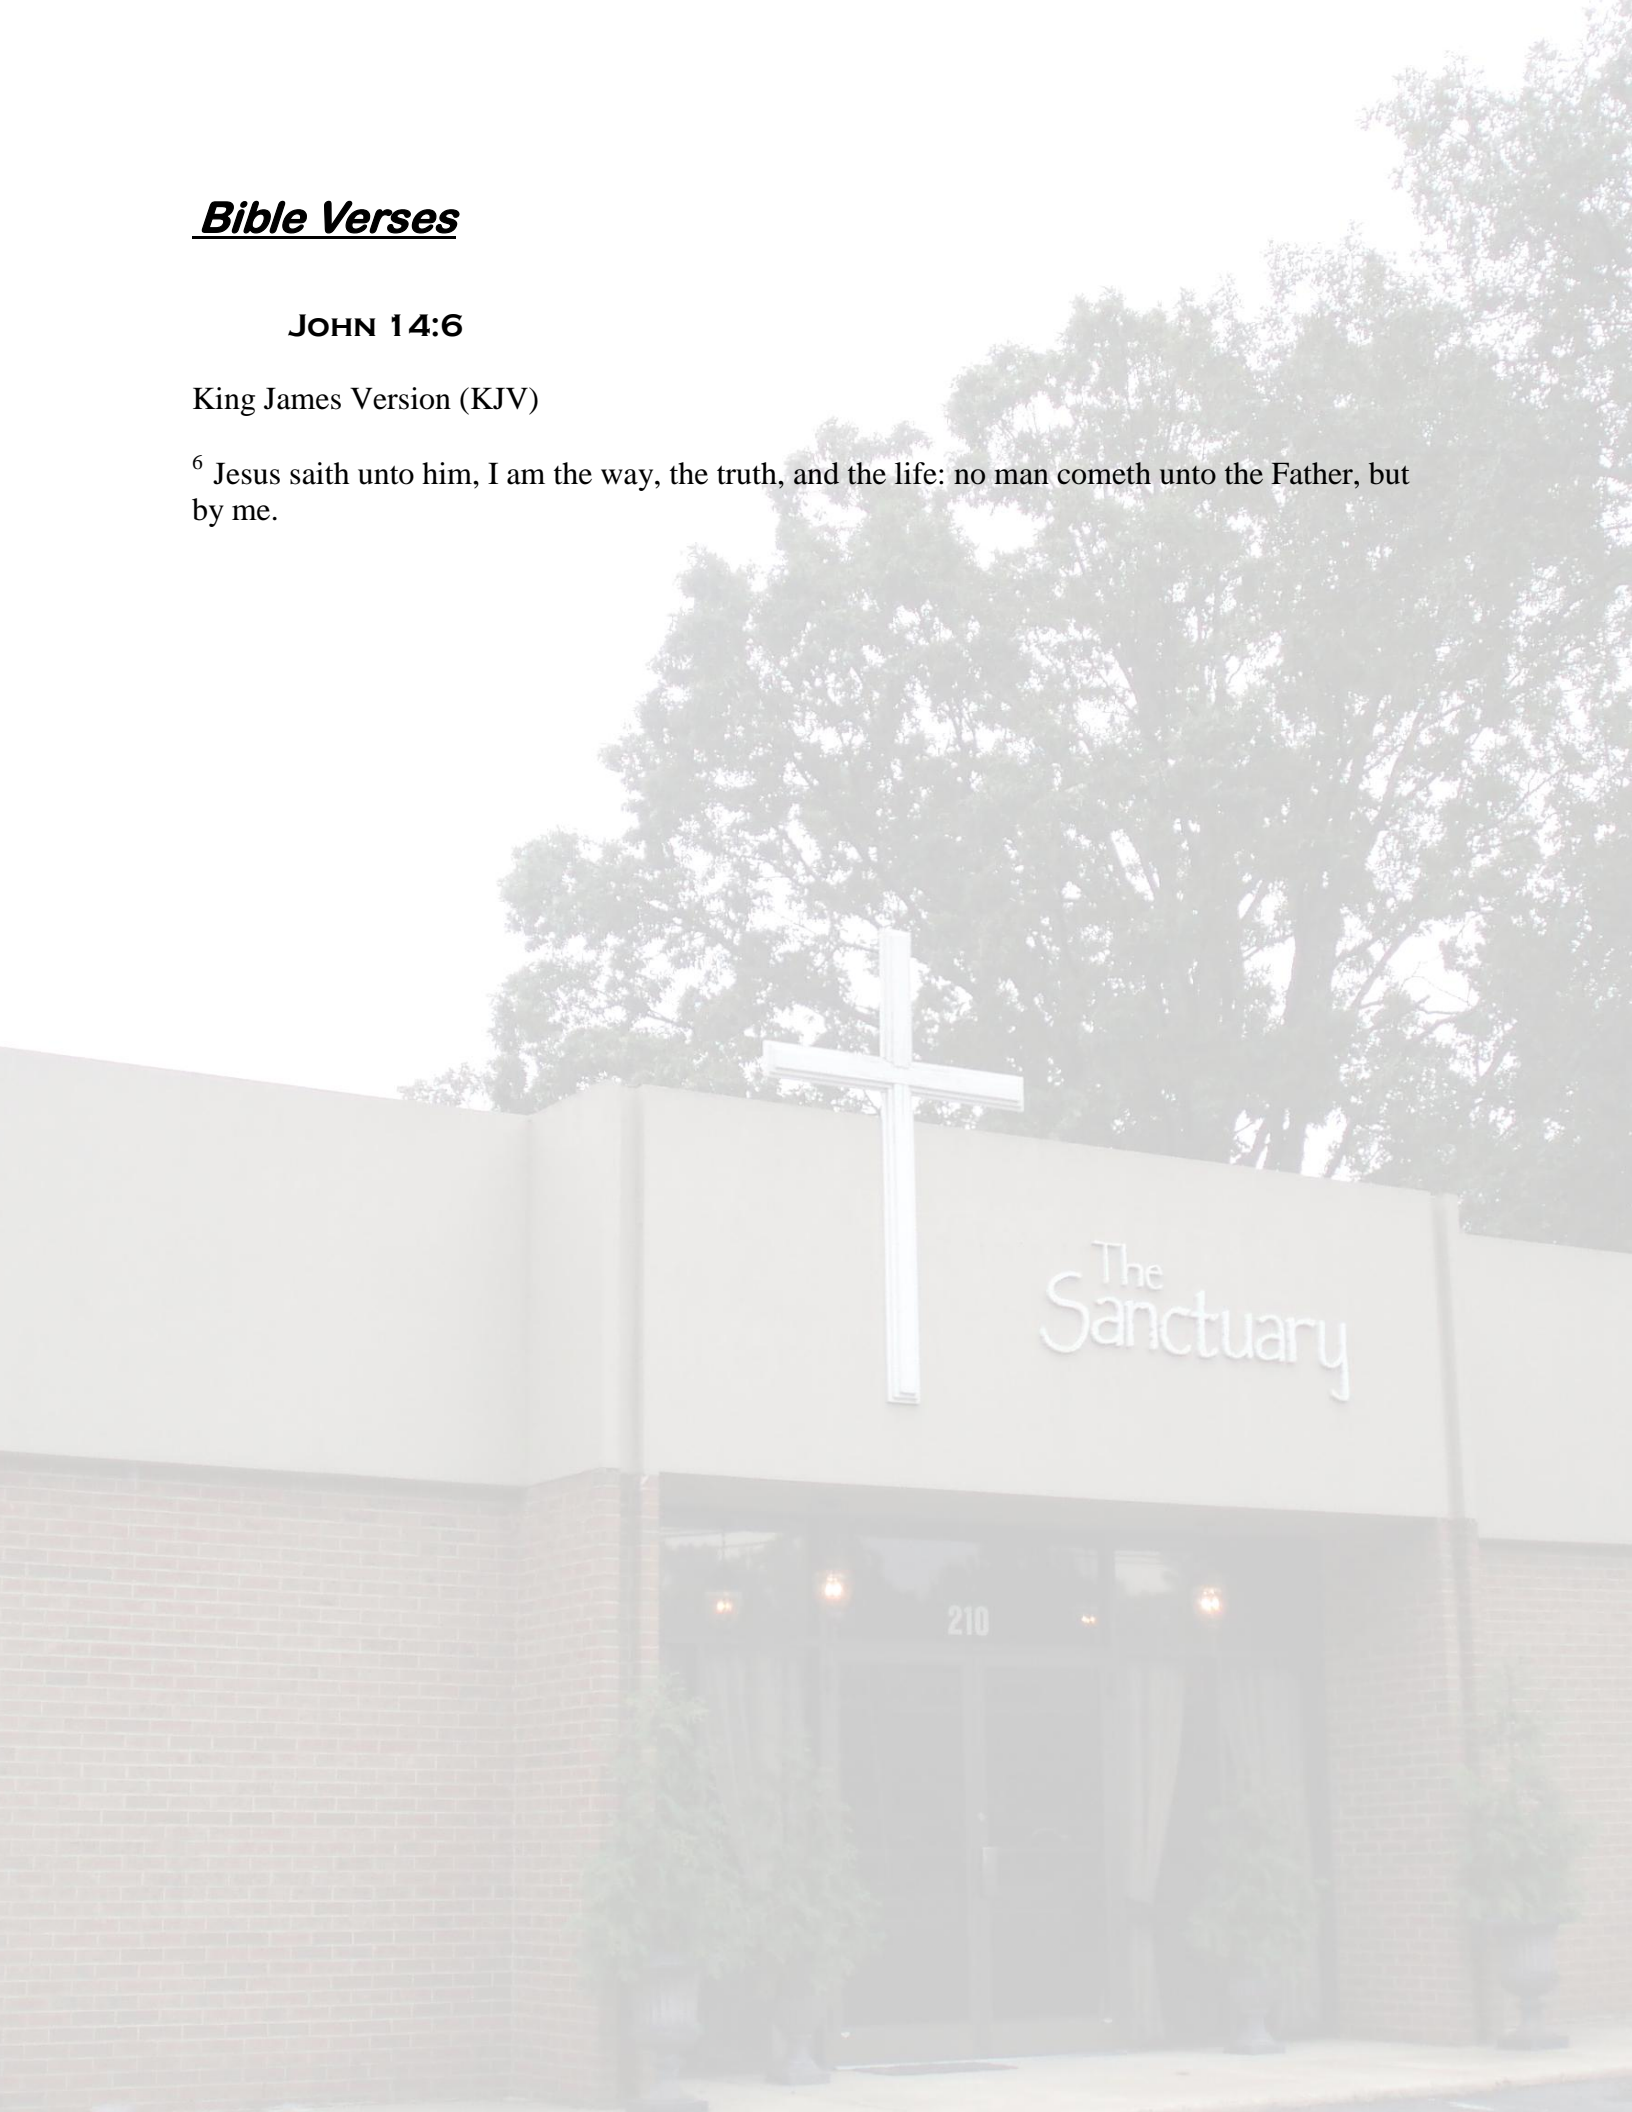 Bible Verses
John 14:6
King James Version (KJV)
6 Jesus saith unto him, I am the way, the truth, and the life: no man cometh unto the Father, but
by me.
The
Sanctuary
210